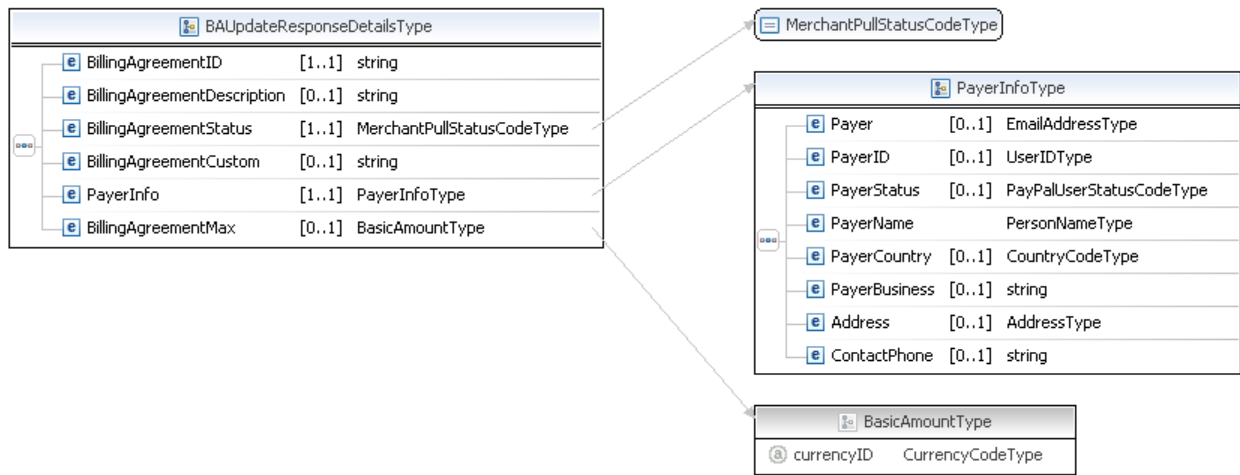 BAUpdateResponseDetailsType
e BillingAgreementID [1..1] string
e BillingAgreementDescription [0..1] string
e BillingAgreementStatus [1..1] MerchantPullStatusCodeType
e BillingAgreementCustom [0..1] string
e PayerInfo [1..1] PayerInfoType
e BillingAgreementMax [0..1] BasicAmountType
MerchantPullStatusCodeType
PayerInfoType
e Payer [0..1] EmailAddressType
e PayerID [0..1] UserIDType
e PayerStatus [0..1] PayPalUserStatusCodeType
e PayerName PersonNameType
e PayerCountry [0..1] CountryCodeType
e PayerBusiness [0..1] string
e Address [0..1] AddressType
e ContactPhone [0..1] string
BasicAmountType
a currencyID CurrencyCodeType